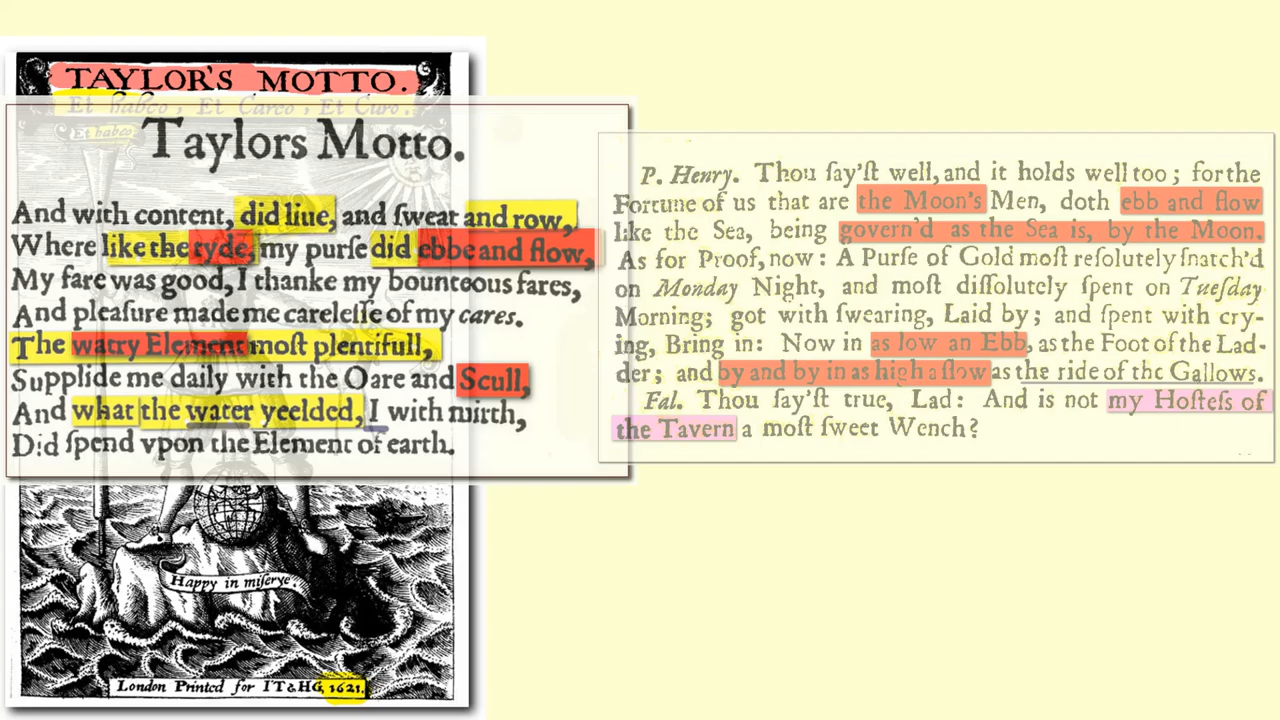 TAYLOR'S MOTTO.
Et habeo, Et Careo, Et Curo.
Et habeo
Taylors Motto.
And with content, did liue, and ſweat and row,
Where like the tyde, my purſe did ebbe and flow,
My fare was good, I thanke my bounteous fares,
And pleaſure made me careleſſe of my cares.
The watry Element moſt plentifull,
Supplide me daily with the Oare and Scull,
And what the water yeelded, I with mirth,
Did ſpend vpon the Element of earth.
Happy in miſerye.
London Printed for IT & HG, 1621.
P. Henry. Thou ſay'ſt well, and it holds well too; for the
Fortune of us that are the Moon's Men, doth ebb and flow
like the Sea, being govern'd as the Sea is, by the Moon.
As for Proof, now: A Purſe of Gold moſt reſolutely ſnatch'd
on Monday Night, and moſt diſſolutely ſpent on Tueſday
Morning; got with ſwearing, Laid by; and ſpent with cry-
ing, Bring in: Now in as low an Ebb, as the Foot of the Lad-
der; and by and by in as high a flow as the ride of the Gallows.
Fal. Thou ſay'ſt true, Lad: And is not my Hoſteſs of
the Tavern a moſt ſweet Wench?